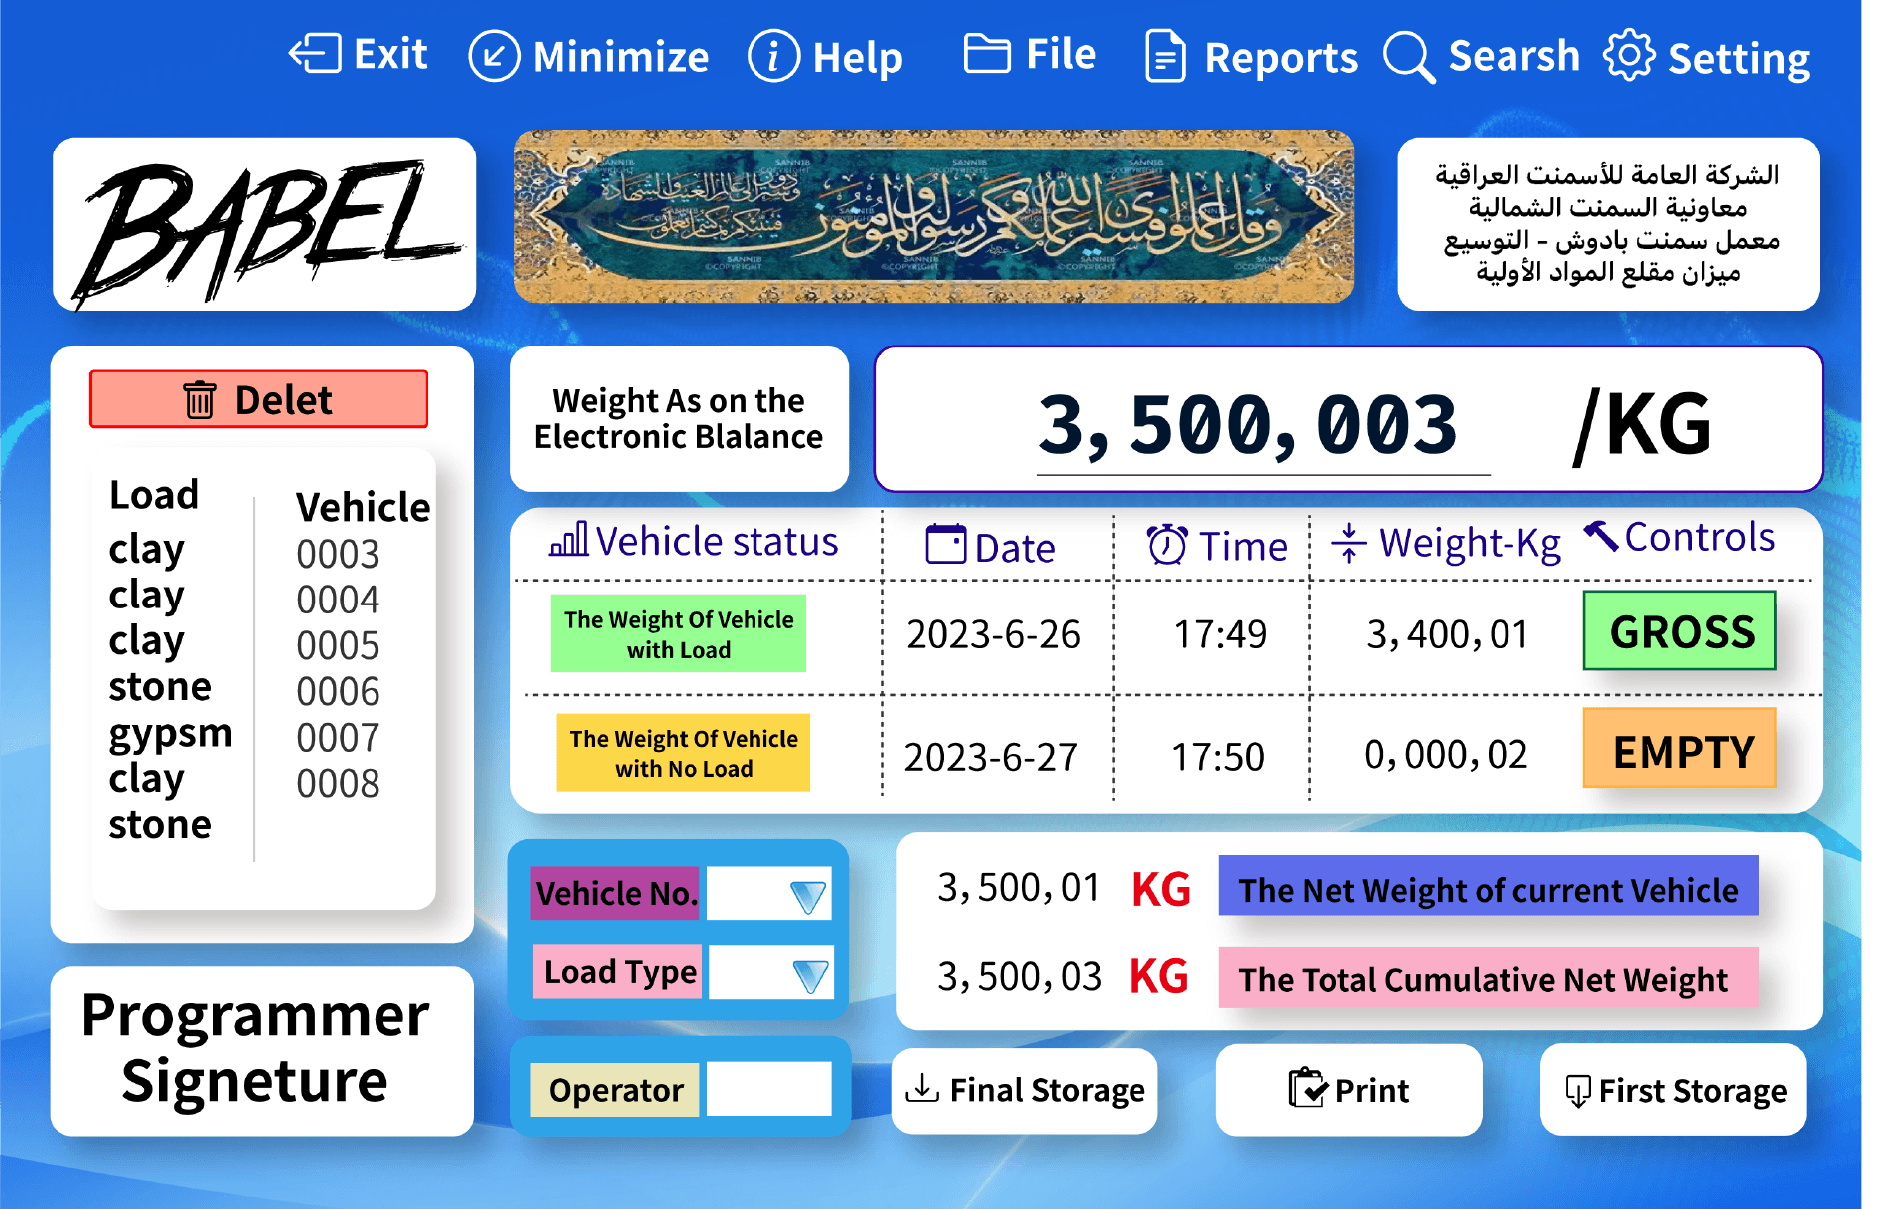 Exit
Minimize
Help
File
Reports
Searsh
Setting
BABEL
وقل اعملوا فسيرى الله عملكم ورسوله والمؤمنون
الشركة العامة للأسمنت العراقية
معاونية السمنت الشمالية
معمل سمنت بادوش - التوسيع
ميزان مقلع المواد الأولية
Delet
Load Vehicle
clay 0003
clay 0004
clay 0005
stone 0006
gypsm 0007
clay 0008
stone
Programmer
Signeture
Weight As on the
Electronic Blalance
3,500,003 /KG
Vehicle status Date Time Weight-Kg Controls
The Weight Of Vehicle
with Load
2023-6-26 17:49 3,400,01 GROSS
The Weight Of Vehicle
with No Load
2023-6-27 17:50 0,000,02 EMPTY
Vehicle No.
Load Type
Operator
3,500,01 KG The Net Weight of current Vehicle
3,500,03 KG The Total Cumulative Net Weight
Final Storage
Print
First Storage